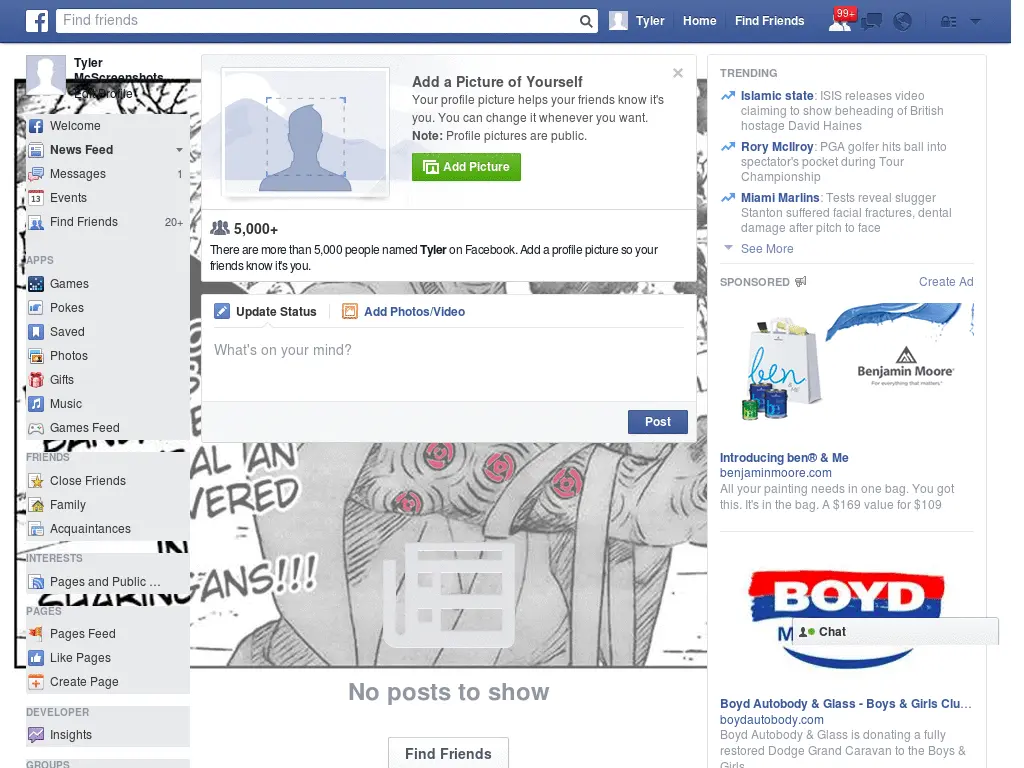 Find friends
Tyler
Home
Find Friends
99+
Tyler
McScreenshots
Edit Profile
Welcome
News Feed
Messages 1
13 Events
Find Friends 20+
APPS
Games
Pokes
Saved
Photos
Gifts
Music
Games Feed
FRIENDS
Close Friends
Family
Acquaintances
INTERESTS
Pages and Public ...
PAGES
Pages Feed
Like Pages
Create Page
DEVELOPER
Insights
GROUPS
Add a Picture of Yourself
Your profile picture helps your friends know it's
you. You can change it whenever you want.
Note: Profile pictures are public.
Add Picture
5,000+
There are more than 5,000 people named Tyler on Facebook. Add a profile picture so your
friends know it's you.
Update Status
Add Photos/Video
What's on your mind?
Post
AL AN
VERED
IN
SHARINGANS!!!
No posts to show
Find Friends
TRENDING
Islamic state: ISIS releases video
claiming to show beheading of British
hostage David Haines
Rory McIlroy: PGA golfer hits ball into
spectator's pocket during Tour
Championship
Miami Marlins: Tests reveal slugger
Stanton suffered facial fractures, dental
damage after pitch to face
See More
SPONSORED
Create Ad
ben
Benjamin Moore
For everything that matters.
Introducing ben® & Me
benjaminmoore.com
All your painting needs in one bag. You got
this. It's in the bag. A $169 value for $109
BOYD
M
Chat
Boyd Autobody & Glass - Boys & Girls Clu...
boydautobody.com
Boyd Autobody & Glass is donating a fully
restored Dodge Grand Caravan to the Boys &
Girls